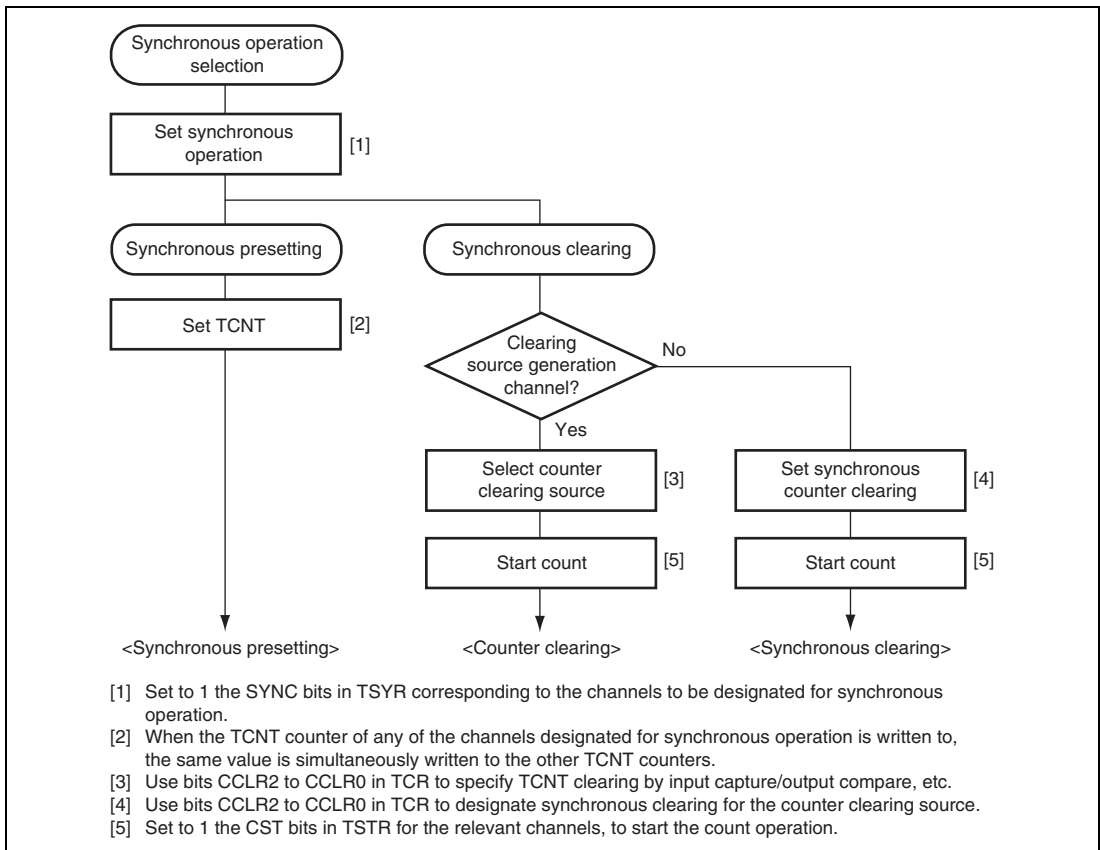 Synchronous operation
selection
Set synchronous
operation
[1]
Synchronous presetting
Synchronous clearing
Set TCNT
[2]
Clearing
source generation
channel?
No
Yes
Select counter
clearing source
[3]
Set synchronous
counter clearing
[4]
Start count
[5]
Start count
[5]
<Synchronous presetting>
<Counter clearing>
<Synchronous clearing>
[1] Set to 1 the SYNC bits in TSYR corresponding to the channels to be designated for synchronous
operation.
[2] When the TCNT counter of any of the channels designated for synchronous operation is written to,
the same value is simultaneously written to the other TCNT counters.
[3] Use bits CCLR2 to CCLR0 in TCR to specify TCNT clearing by input capture/output compare, etc.
[4] Use bits CCLR2 to CCLR0 in TCR to designate synchronous clearing for the counter clearing source.
[5] Set to 1 the CST bits in TSTR for the relevant channels, to start the count operation.